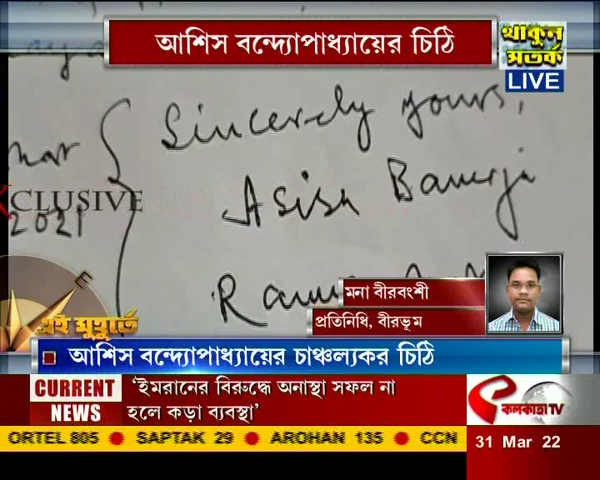 আশিস বন্দ্যোপাধ্যায়ের চিঠি
থাকুন
সতর্ক
LIVE
Sincerely yours,
Asish Banerji
EXCLUSIVE
2021
E
এই মুহূর্তে
মনা বীরবংশী
প্রতিনিধি, বীরভূম
আশিস বন্দ্যোপাধ্যায়ের চাঞ্চল্যকর চিঠি
CURRENT
NEWS
'ইমরানের বিরুদ্ধে অনাস্থা সফল না
হলে কড়া ব্যবস্থা'
কলকাতা TV
ORTEL 805 SAPTAK 29 AROHAN 135 CCN
31 Mar 22